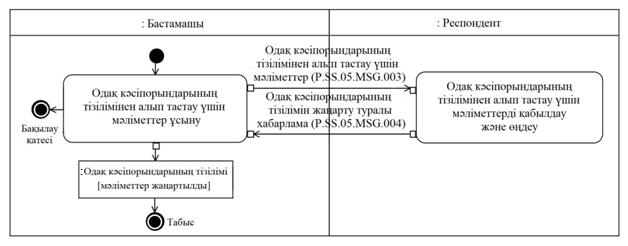 : Бастамашы
: Респондент
Одақ кәсіпорындарының
тізілімінен алып тастау үшін
мәліметтер (P.SS.05.MSG.003)
Одақ кәсіпорындарының
тізілімінен алып тастау үшін
мәліметтер ұсыну
Одақ кәсіпорындарының
тізілімін жаңарту туралы
хабарлама (P.SS.05.MSG.004)
Одақ кәсіпорындарының
тізілімінен алып тастау үшін
мәліметтерді қабылдау
және өңдеу
Бақылау
қатесі
:Одақ кәсіпорындарының тізілімі
[мәліметтер жаңартылды]
Табыс